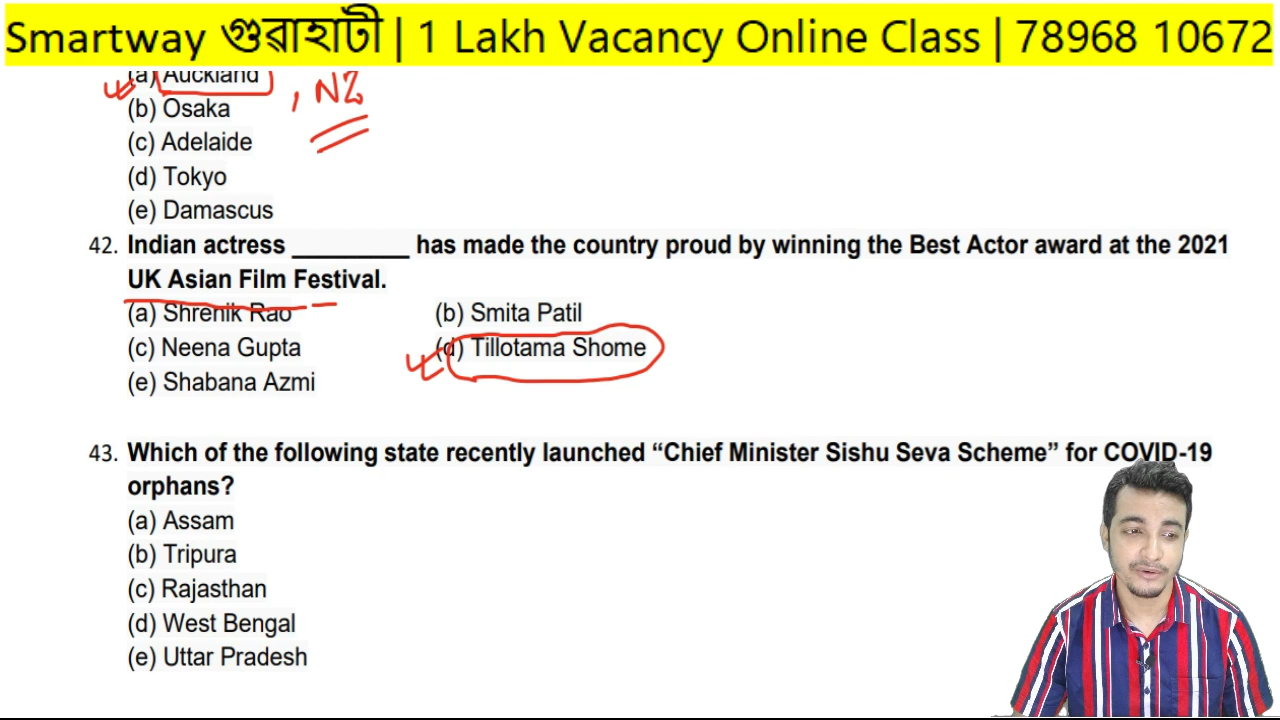 Smartway গুৱাহাটী | 1 Lakh Vacancy Online Class | 78968 10672
(a) Auckland , NZ
(b) Osaka
(c) Adelaide
(d) Tokyo
(e) Damascus
42. Indian actress ________ has made the country proud by winning the Best Actor award at the 2021
UK Asian Film Festival.
(a) Shrenik Rao (b) Smita Patil
(c) Neena Gupta (d) Tillotama Shome
(e) Shabana Azmi
43. Which of the following state recently launched “Chief Minister Sishu Seva Scheme” for COVID-19
orphans?
(a) Assam
(b) Tripura
(c) Rajasthan
(d) West Bengal
(e) Uttar Pradesh